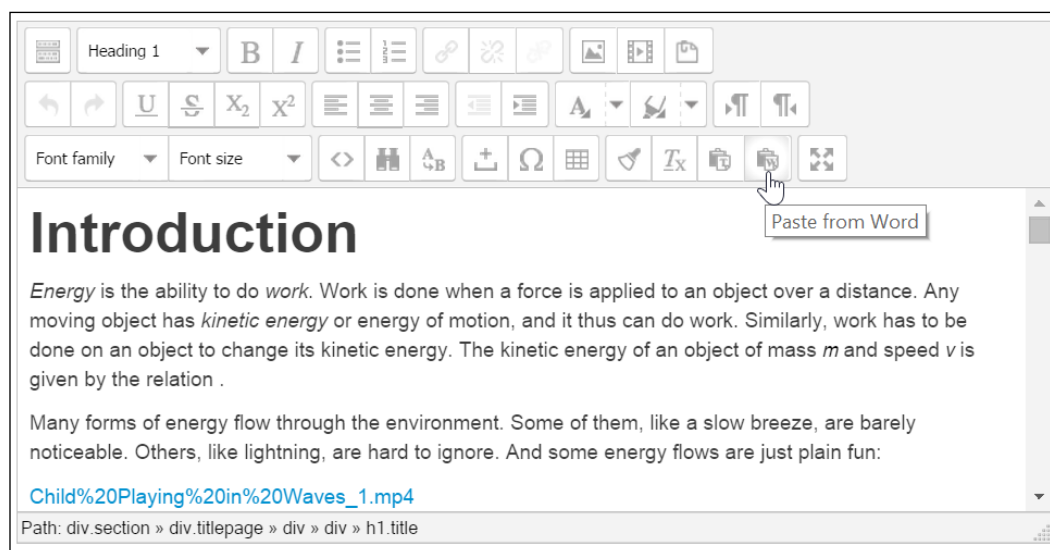 Heading 1 B I
U S X2 X2 A
Font family Font size A B Ω Tx T W
Paste from Word
Introduction
Energy is the ability to do work. Work is done when a force is applied to an object over a distance. Any
moving object has kinetic energy or energy of motion, and it thus can do work. Similarly, work has to be
done on an object to change its kinetic energy. The kinetic energy of an object of mass m and speed v is
given by the relation .
Many forms of energy flow through the environment. Some of them, like a slow breeze, are barely
noticeable. Others, like lightning, are hard to ignore. And some energy flows are just plain fun:
Child%20Playing%20in%20Waves_1.mp4
Path: div.section » div.titlepage » div » div » h1.title